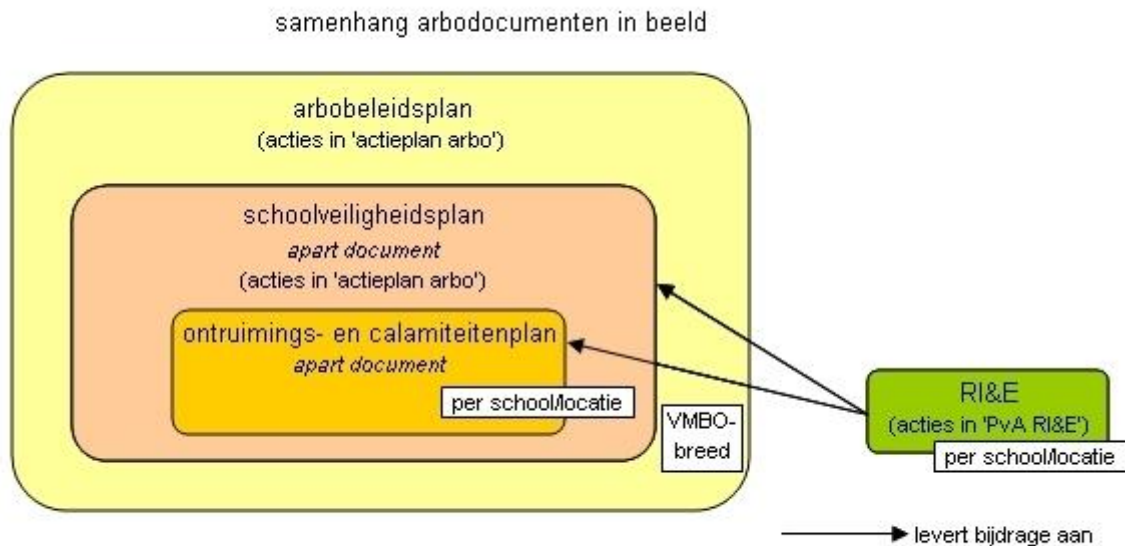 samenhang arbodocumenten in beeld
arbobeleidsplan
(acties in 'actieplan arbo')
schoolveiligheidsplan
apart document
(acties in 'actieplan arbo')
ontruimings- en calamiteitenplan
apart document
per school/locatie
VMBO-
breed
RI&E
(acties in 'PvA RI&E')
per school/locatie
levert bijdrage aan